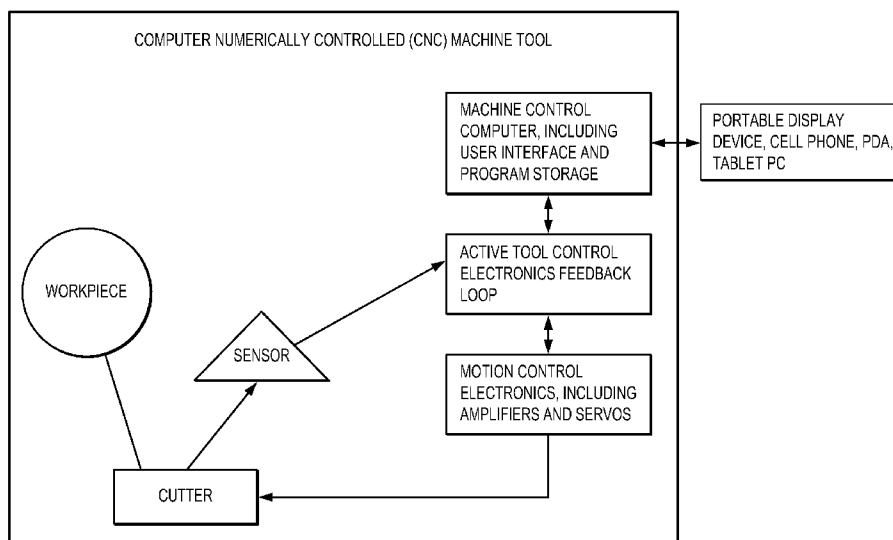 COMPUTER NUMERICALLY CONTROLLED (CNC) MACHINE TOOL
MACHINE CONTROL
COMPUTER, INCLUDING
USER INTERFACE AND
PROGRAM STORAGE
PORTABLE DISPLAY
DEVICE, CELL PHONE, PDA,
TABLET PC
ACTIVE TOOL CONTROL
ELECTRONICS FEEDBACK
LOOP
WORKPIECE
SENSOR
MOTION CONTROL
ELECTRONICS, INCLUDING
AMPLIFIERS AND SERVOS
CUTTER